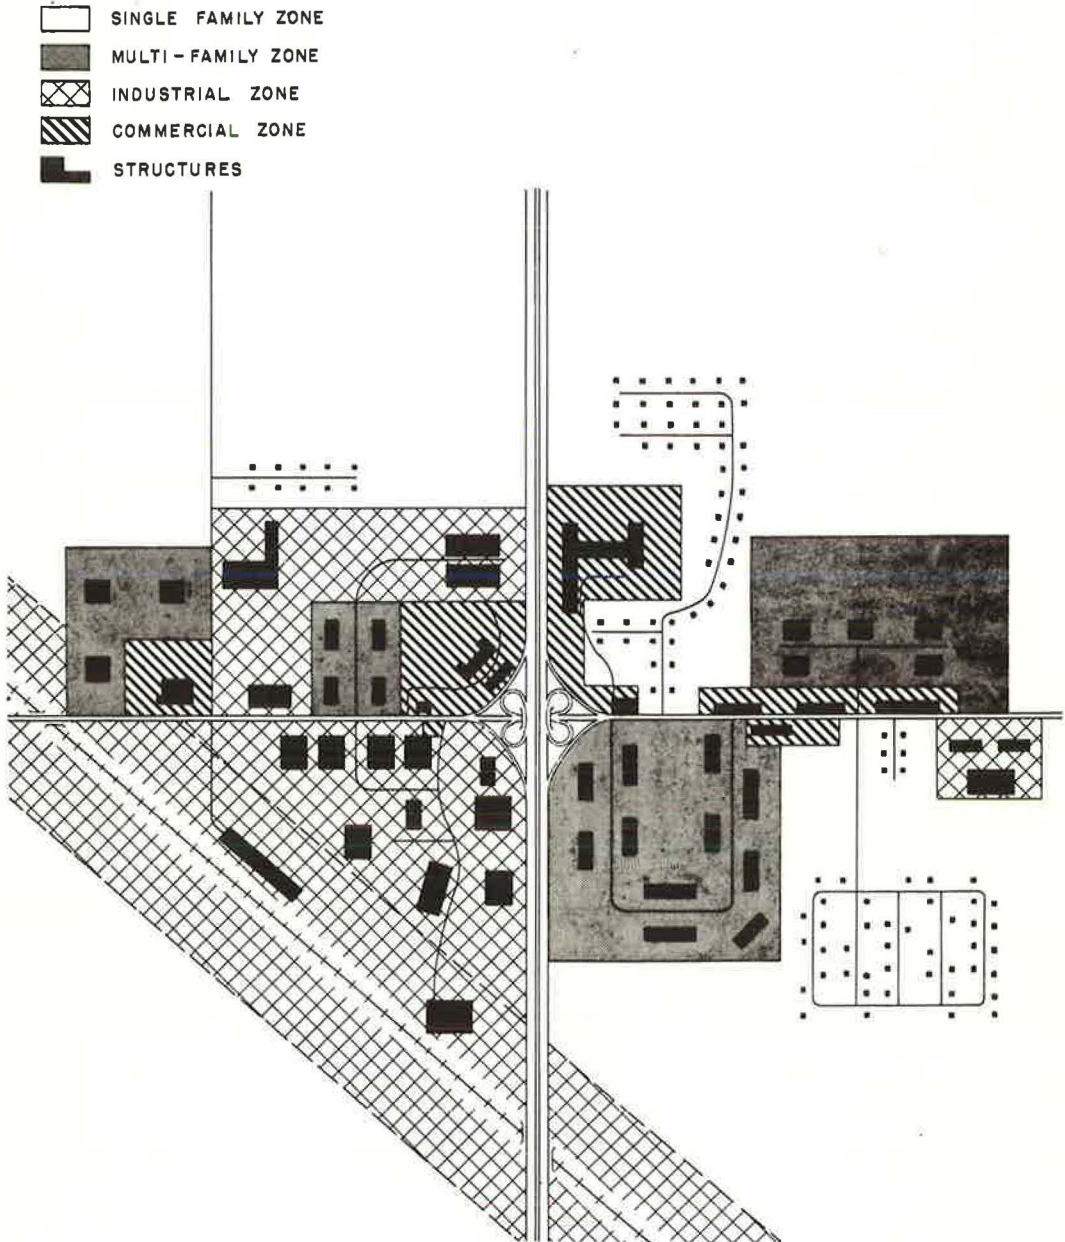 SINGLE FAMILY ZONE
MULTI-FAMILY ZONE
INDUSTRIAL ZONE
COMMERCIAL ZONE
STRUCTURES